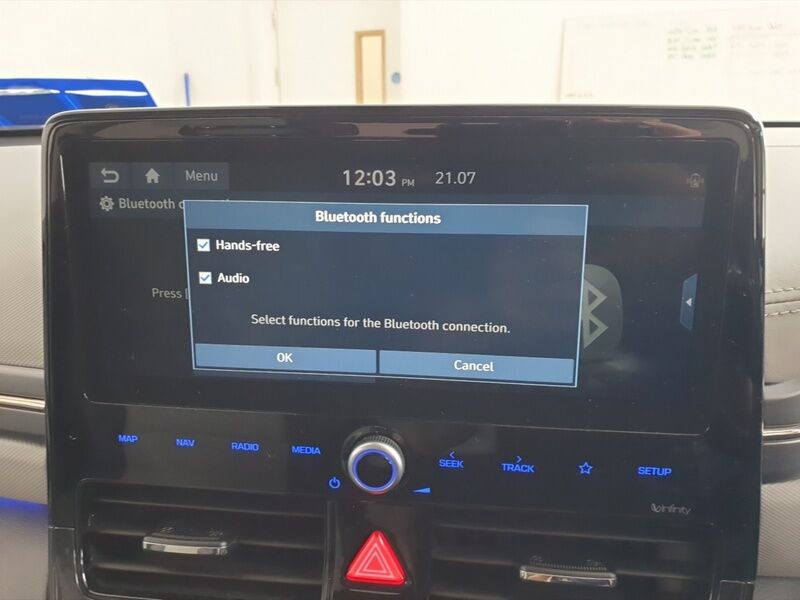 Menu 12:03 PM 21.07
Bluetooth
Bluetooth functions
Hands-free
Audio
Press
Select functions for the Bluetooth connection.
OK Cancel
MAP NAV RADIO MEDIA SEEK TRACK SETUP
infinity